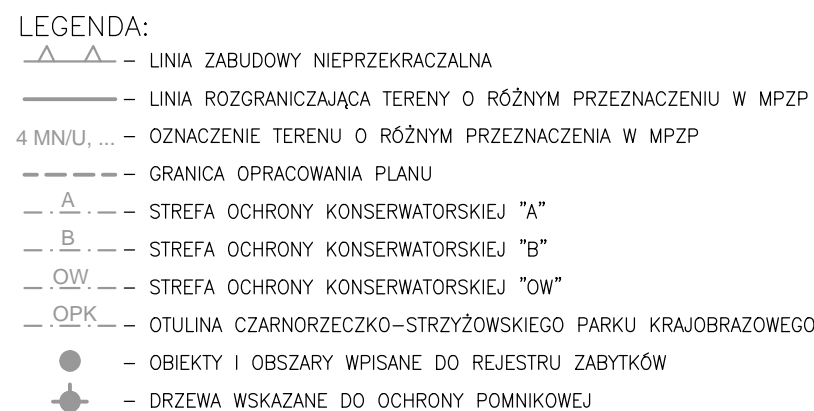 LEGENDA:
– LINIA ZABUDOWY NIEPRZEKRACZALNA
– LINIA ROZGRANICZAJĄCA TERENY O RÓŻNYM PRZEZNACZENIU W MPZP
4 MN/U, ... – OZNACZENIE TERENU O RÓŻNYM PRZEZNACZENIA W MPZP
– GRANICA OPRACOWANIA PLANU
A – STREFA OCHRONY KONSERWATORSKIEJ "A"
B – STREFA OCHRONY KONSERWATORSKIEJ "B"
OW – STREFA OCHRONY KONSERWATORSKIEJ "OW"
OPK – OTULINA CZARNORZECZKO–STRZYŻOWSKIEGO PARKU KRAJOBRAZOWEGO
– OBIEKTY I OBSZARY WPISANE DO REJESTRU ZABYTKÓW
– DRZEWA WSKAZANE DO OCHRONY POMNIKOWEJ